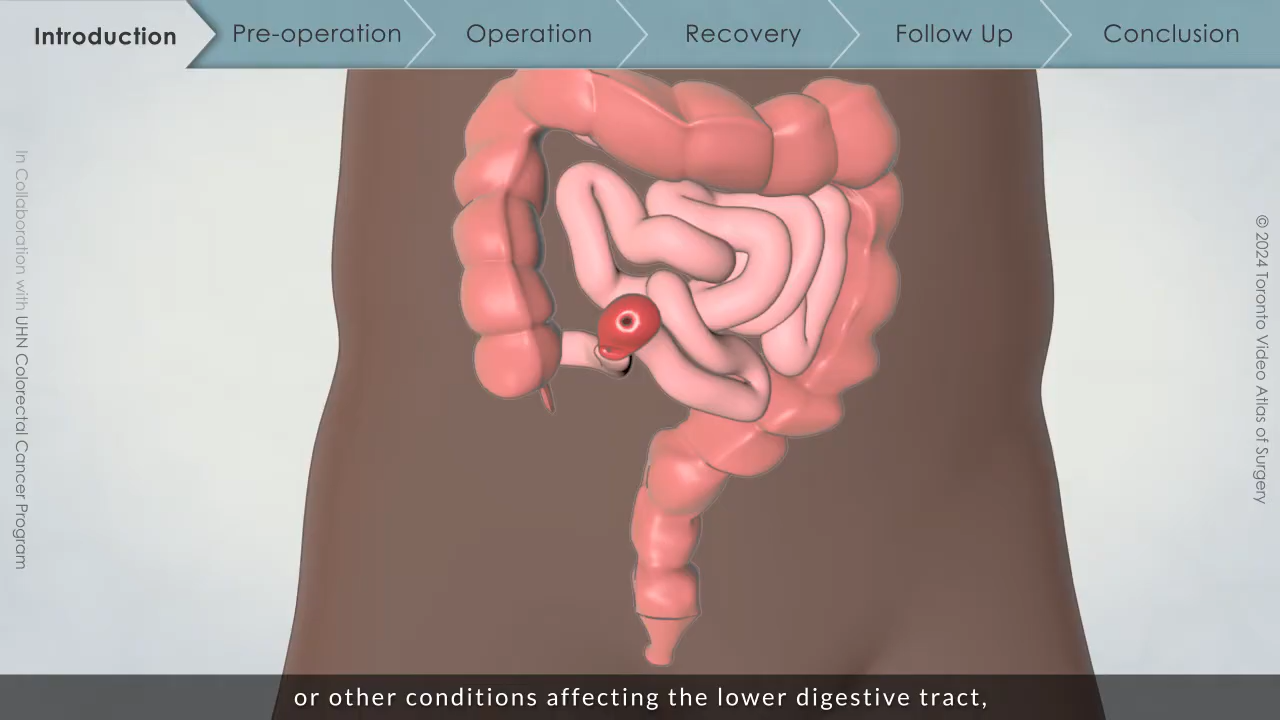 Introduction
Pre-operation
Operation
Recovery
Follow Up
Conclusion
In Collaboration with UHN Colorectal Cancer Program
© 2024 Toronto Video Atlas of Surgery
or other conditions affecting the lower digestive tract,